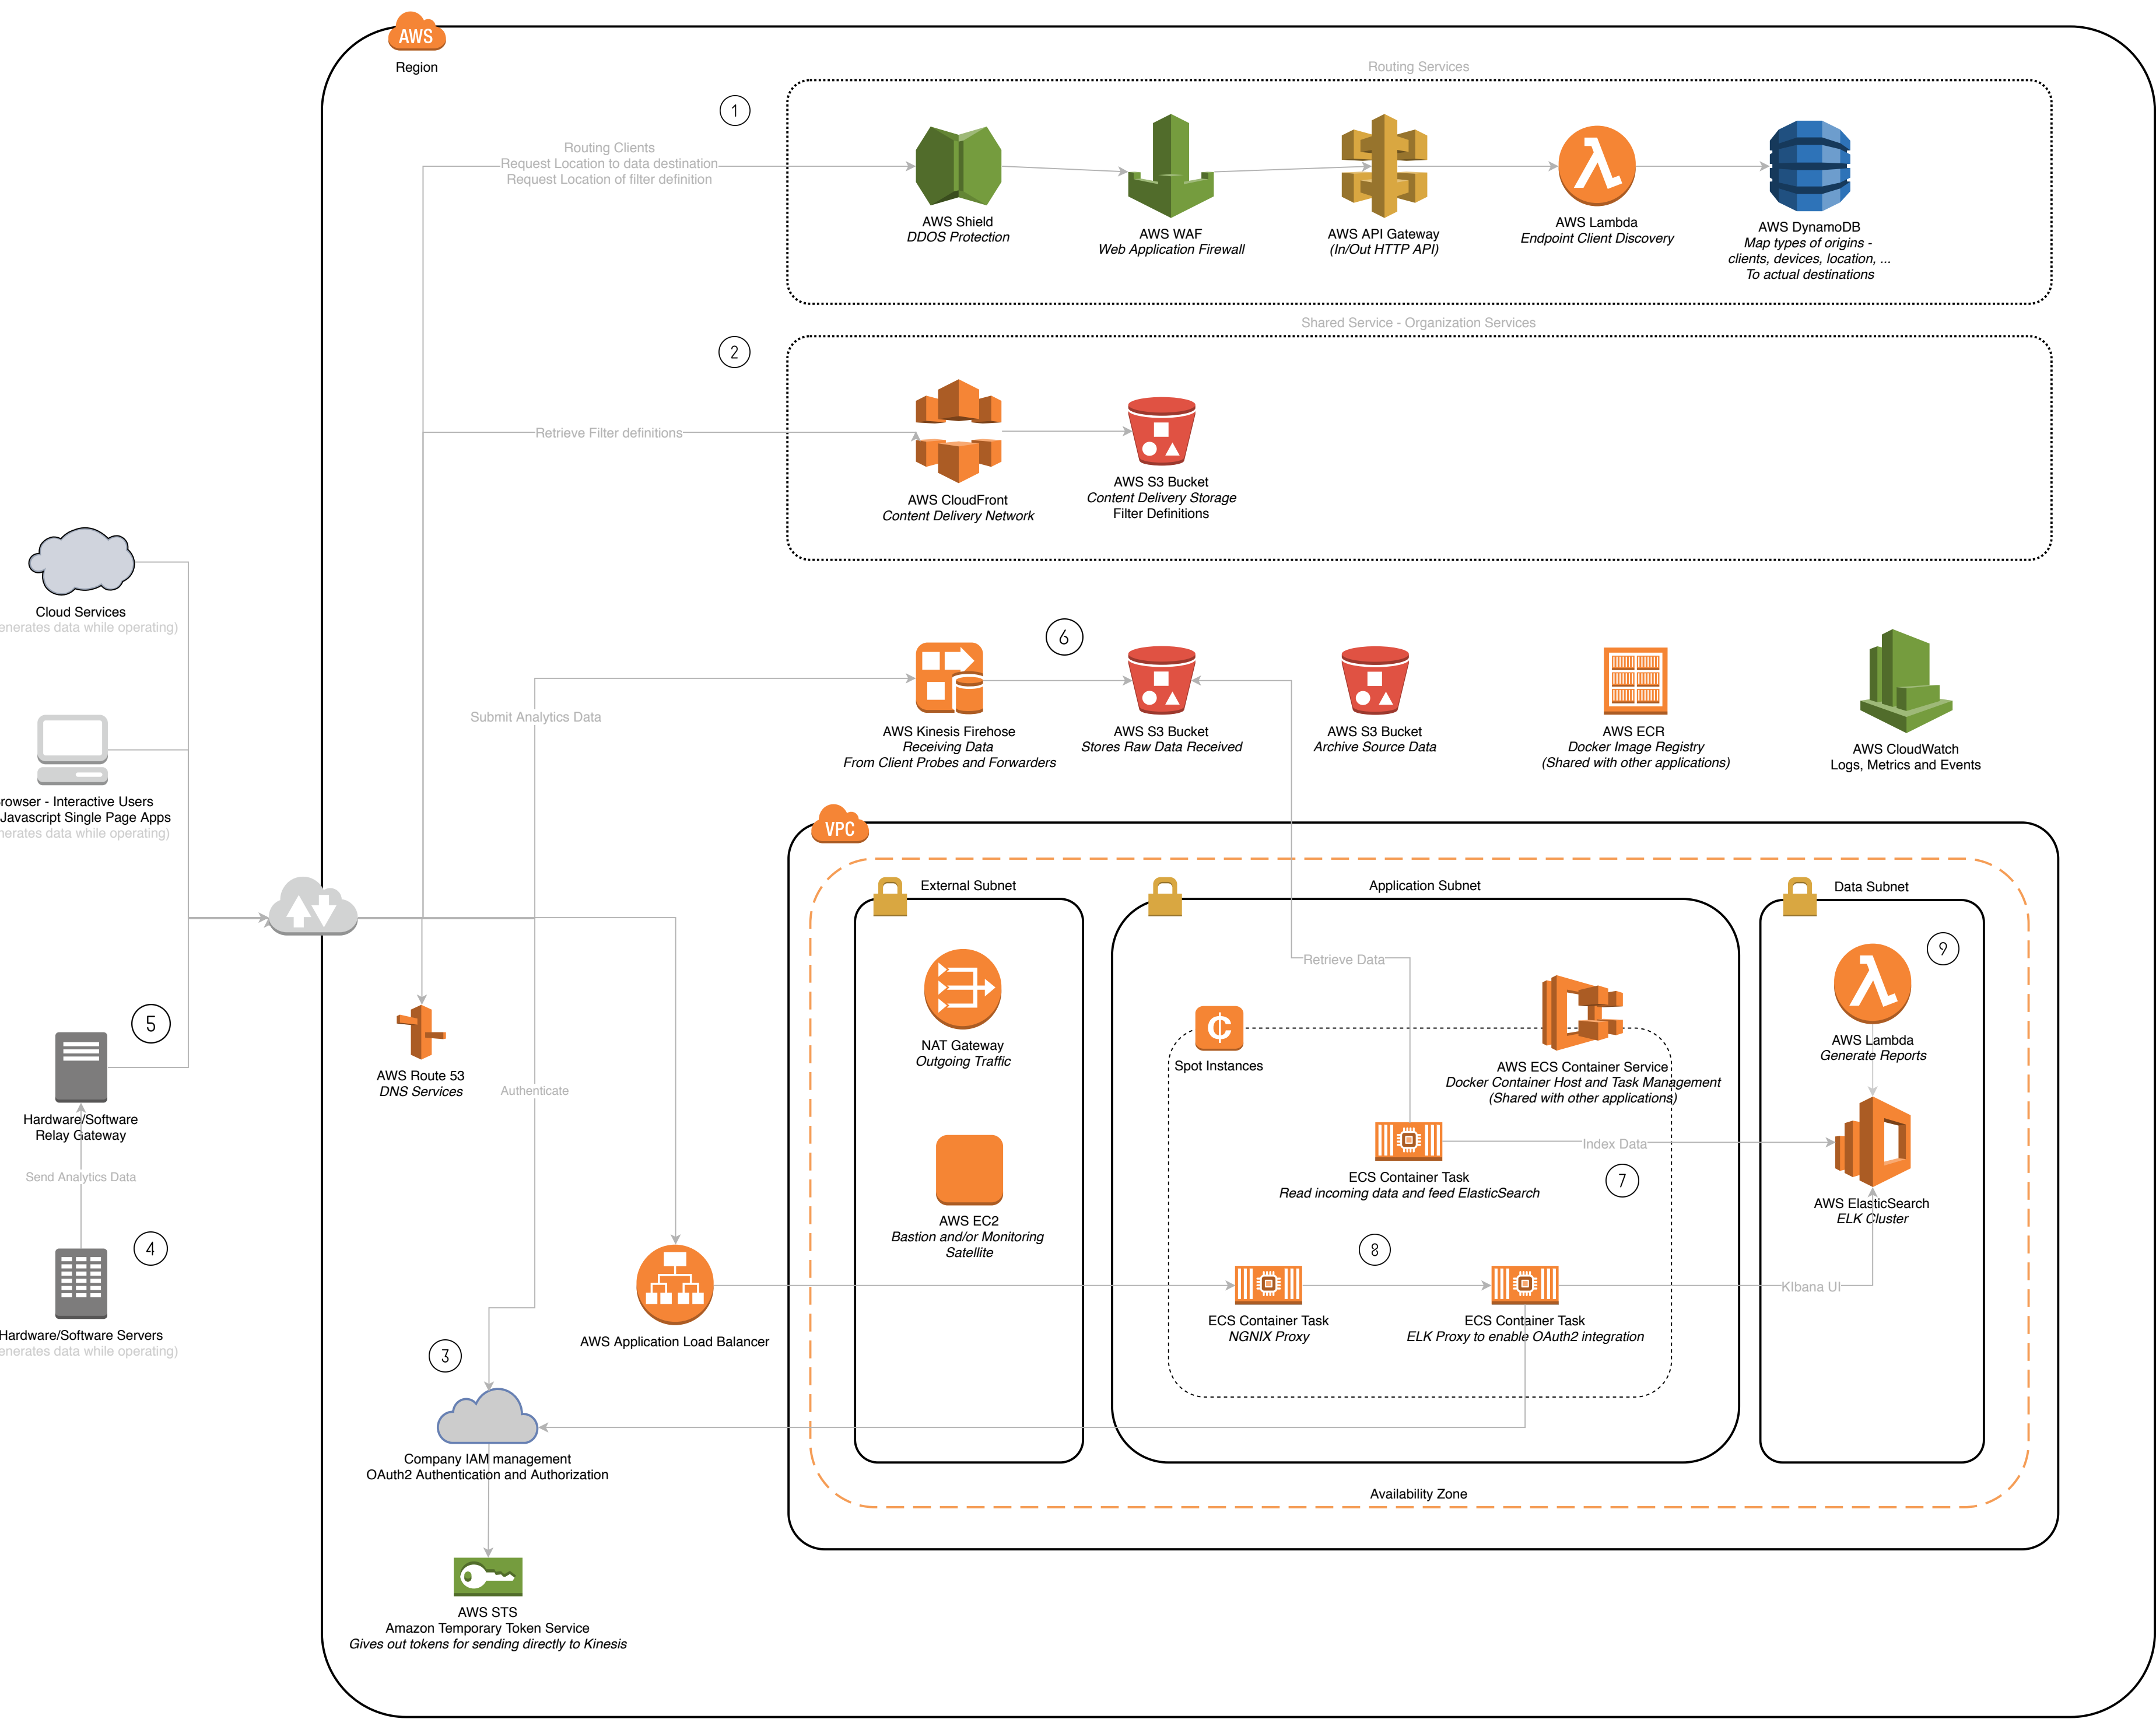 AWS
Region
Routing Services
1
Routing Clients
Request Location to data destination
Request Location of filter definition
AWS Shield
DDOS Protection
AWS WAF
Web Application Firewall
AWS API Gateway
(In/Out HTTP API)
AWS Lambda
Endpoint Client Discovery
AWS DynamoDB
Map types of origins -
clients, devices, location, ...
To actual destinations
Shared Service - Organization Services
2
Retrieve Filter definitions
AWS CloudFront
Content Delivery Network
AWS S3 Bucket
Content Delivery Storage
Filter Definitions
Cloud Services
enerates data while operating)
6
Submit Analytics Data
AWS Kinesis Firehose
Receiving Data
From Client Probes and Forwarders
AWS S3 Bucket
Stores Raw Data Received
AWS S3 Bucket
Archive Source Data
AWS ECR
Docker Image Registry
(Shared with other applications)
AWS CloudWatch
Logs, Metrics and Events
rowser - Interactive Users
Javascript Single Page Apps
nerates data while operating)
VPC
External Subnet
Application Subnet
Data Subnet
9
Retrieve Data
NAT Gateway
Outgoing Traffic
Spot Instances
AWS ECS Container Service
Docker Container Host and Task Management
(Shared with other applications)
AWS Lambda
Generate Reports
5
Hardware/Software
Relay Gateway
AWS Route 53
DNS Services
Authenticate
Send Analytics Data
Index Data
7
ECS Container Task
Read incoming data and feed ElasticSearch
AWS ElasticSearch
ELK Cluster
AWS EC2
Bastion and/or Monitoring
Satellite
4
Hardware/Software Servers
enerates data while operating)
8
KIbana UI
AWS Application Load Balancer
ECS Container Task
NGNIX Proxy
ECS Container Task
ELK Proxy to enable OAuth2 integration
3
Company IAM management
OAuth2 Authentication and Authorization
Availability Zone
AWS STS
Amazon Temporary Token Service
Gives out tokens for sending directly to Kinesis